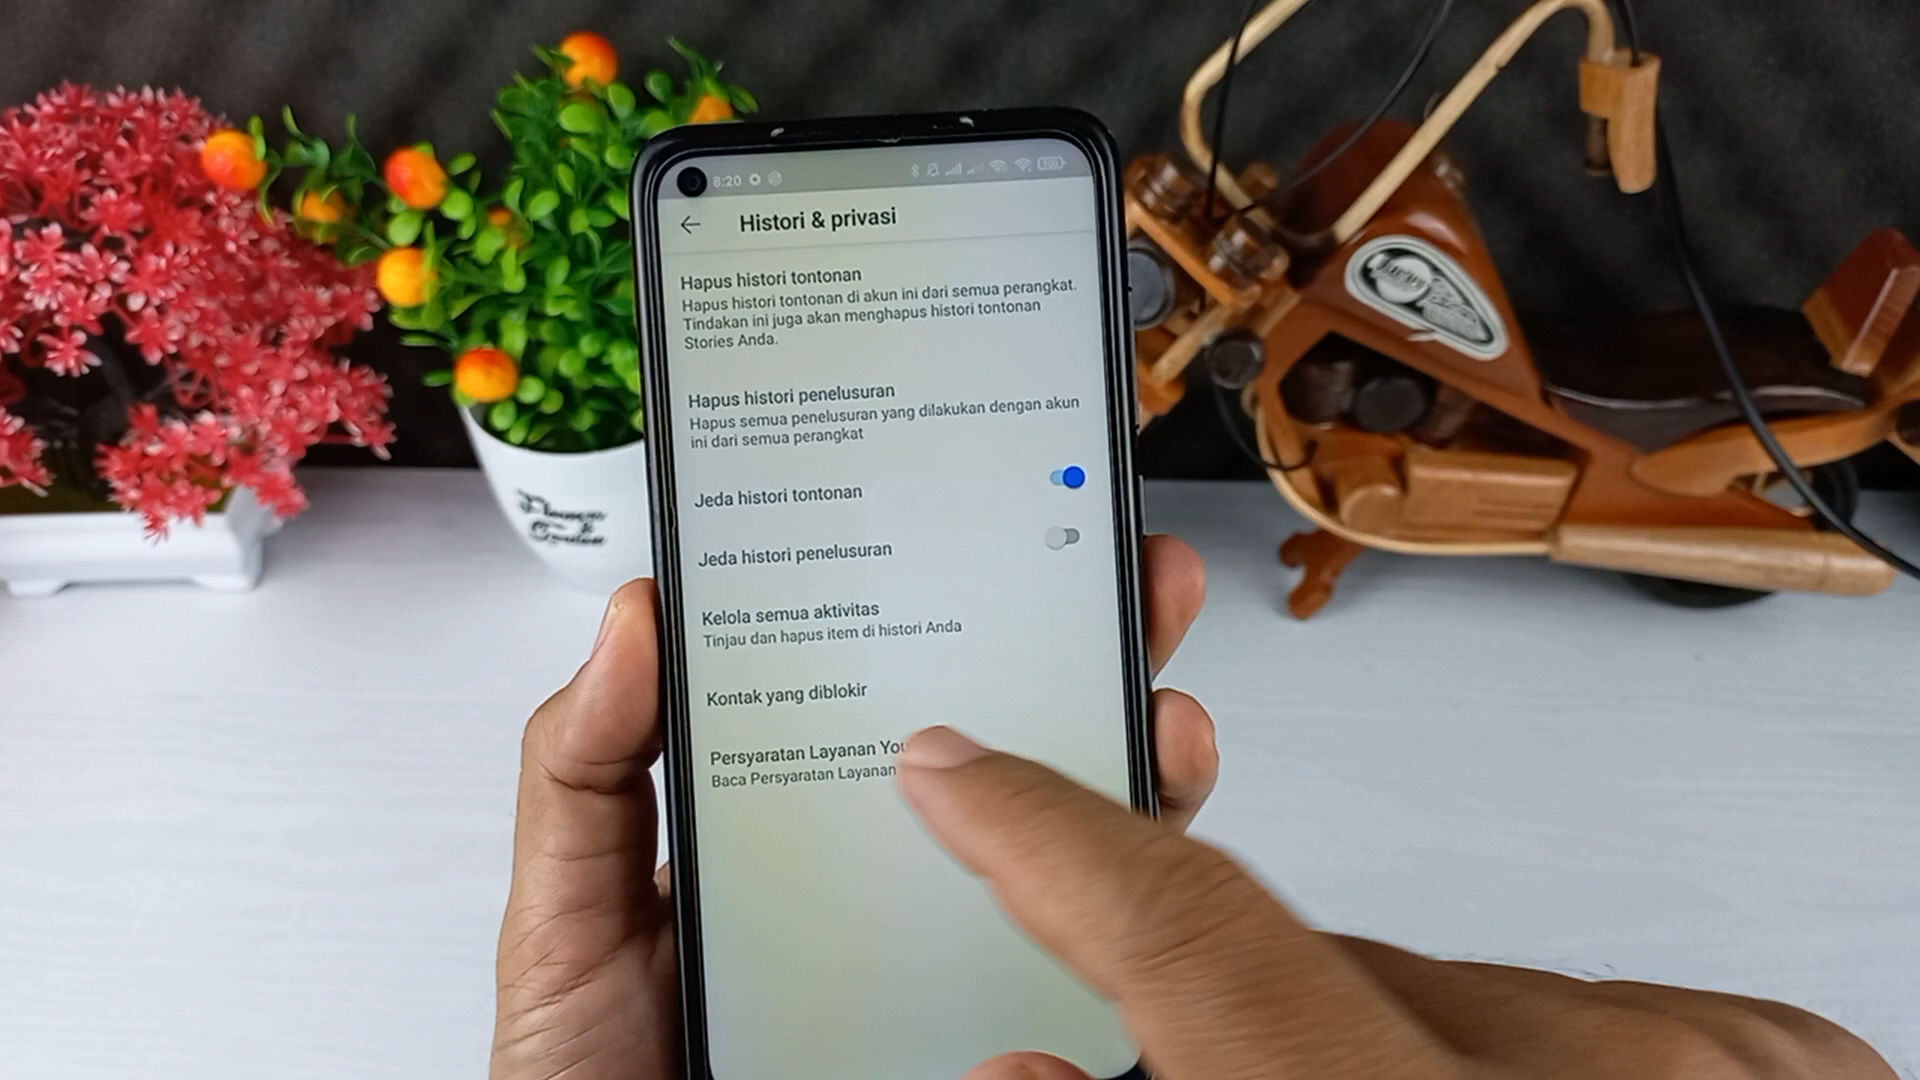 8:20
100
Histori & privasi
Hapus histori tontonan
Hapus histori tontonan di akun ini dari semua perangkat.
Tindakan ini juga akan menghapus histori tontonan
Stories Anda.
Hapus histori penelusuran
Hapus semua penelusuran yang dilakukan dengan akun
ini dari semua perangkat
Jeda histori tontonan
Jeda histori penelusuran
Kelola semua aktivitas
Tinjau dan hapus item di histori Anda
Kontak yang diblokir
Persyaratan Layanan You
Baca Persyaratan Layanan